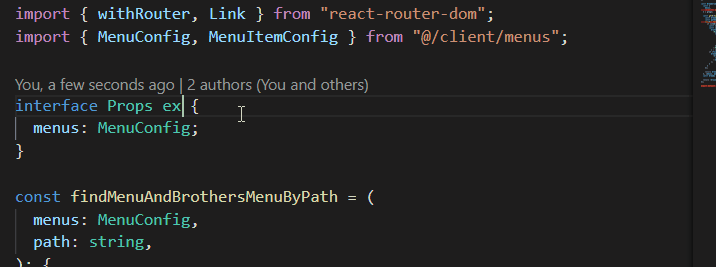 import { withRouter, Link } from "react-router-dom";
import { MenuConfig, MenuItemConfig } from "@/client/menus";
You, a few seconds ago | 2 authors (You and others)
interface Props ex {
menus: MenuConfig;
}
const findMenuAndBrothersMenuByPath = (
menus: MenuConfig,
path: string,
): {